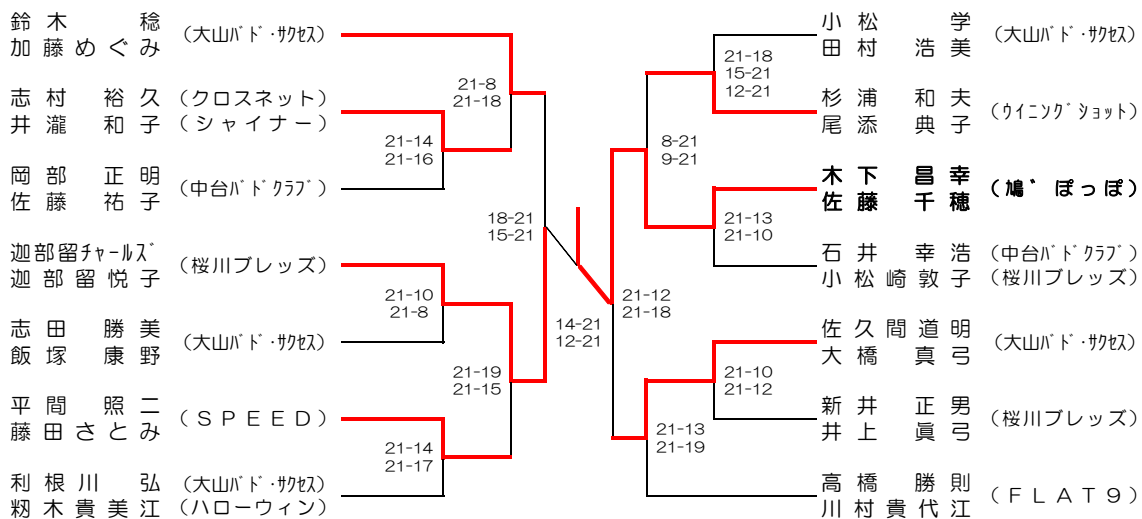 鈴木 稔
加藤めぐみ
(大山ﾊﾞﾄﾞ･ｻｸｾｽ)
志村 裕久 (クロスネット)
井瀧 和子 (シャイナー)
岡部 正明
佐藤 祐子
(中台ﾊﾞﾄﾞｸﾗﾌﾞ)
迦部留ﾁｬｰﾙｽﾞ
迦部留悦子
(桜川ブレッズ)
志田 勝美
飯塚 康野
(大山ﾊﾞﾄﾞ･ｻｸｾｽ)
平間 照二
藤田さとみ
(SPEED)
利根川 弘 (大山ﾊﾞﾄﾞ･ｻｸｾｽ)
籾木貴美江 (ハローウィン)
21-8
21-18
21-14
21-16
21-10
21-8
21-19
21-15
21-14
21-17
18-21
15-21
14-21
12-21
21-12
21-18
8-21
9-21
21-18
15-21
12-21
21-13
21-10
21-10
21-12
21-13
21-19
小松 学
田村 浩美
(大山ﾊﾞﾄﾞ･ｻｸｾｽ)
杉浦 和夫
尾添 典子
(ｳｲﾆﾝｸﾞｼｮｯﾄ)
木下 昌幸
佐藤 千穂
(鳩゛ぽっぽ)
石井 幸浩 (中台ﾊﾞﾄﾞｸﾗﾌﾞ)
小松崎敦子 (桜川ブレッズ)
佐久間道明
大橋 真弓
(大山ﾊﾞﾄﾞ･ｻｸｾｽ)
新井 正男
井上 眞弓
(桜川ブレッズ)
高橋 勝則
川村貴代江
(FLAT9)